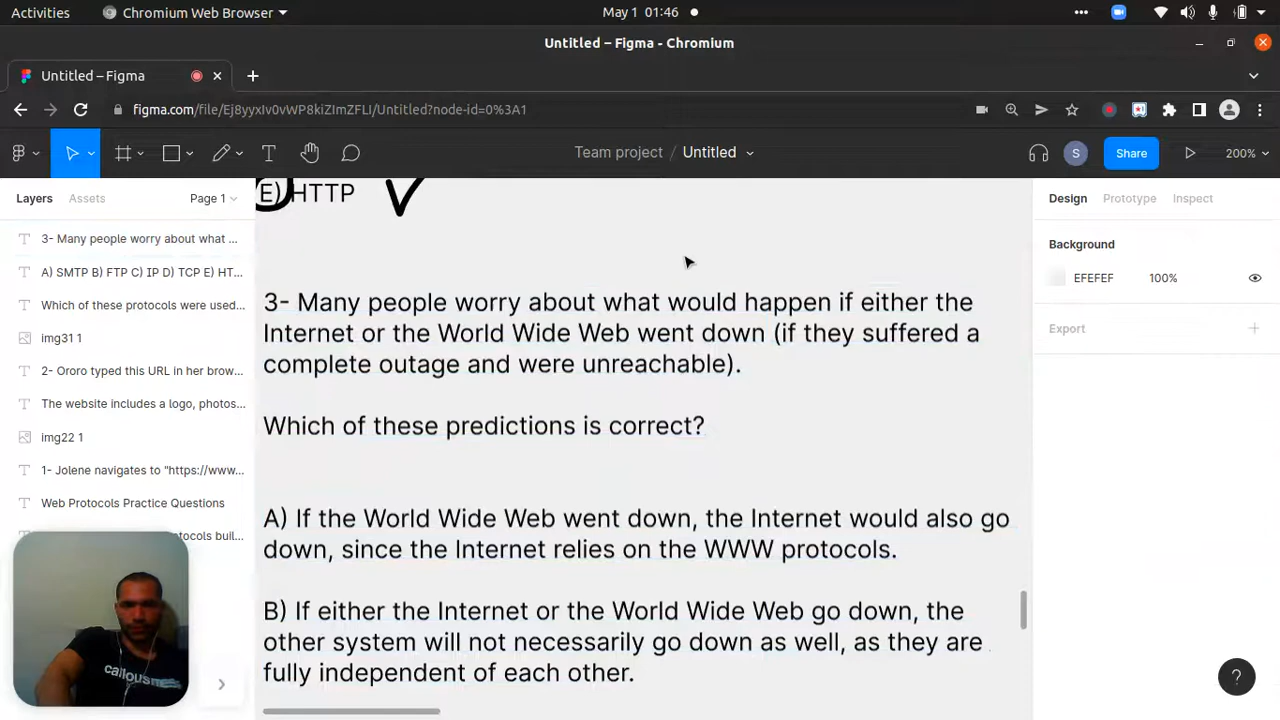 Activities
Chromium Web Browser
May 1 01:46
Untitled – Figma - Chromium
Untitled – Figma
figma.com/file/Ej8yyxIv0vWP8kiZImZFLI/Untitled?node-id=0%3A1
Team project / Untitled
S
Share
200%
Layers
Assets
Page 1
3- Many people worry about what ...
A) SMTP B) FTP C) IP D) TCP E) HT...
Which of these protocols were used...
img31 1
2- Ororo typed this URL in her brow...
The website includes a logo, photos...
img22 1
1- Jolene navigates to "https://www...
Web Protocols Practice Questions
tocols buil...
callousmes
E) HTTP
3- Many people worry about what would happen if either the
Internet or the World Wide Web went down (if they suffered a
complete outage and were unreachable).
Which of these predictions is correct?
A) If the World Wide Web went down, the Internet would also go
down, since the Internet relies on the WWW protocols.
B) If either the Internet or the World Wide Web go down, the
other system will not necessarily go down as well, as they are
fully independent of each other.
Design
Prototype
Inspect
Background
EFEFEF
100%
Export
?